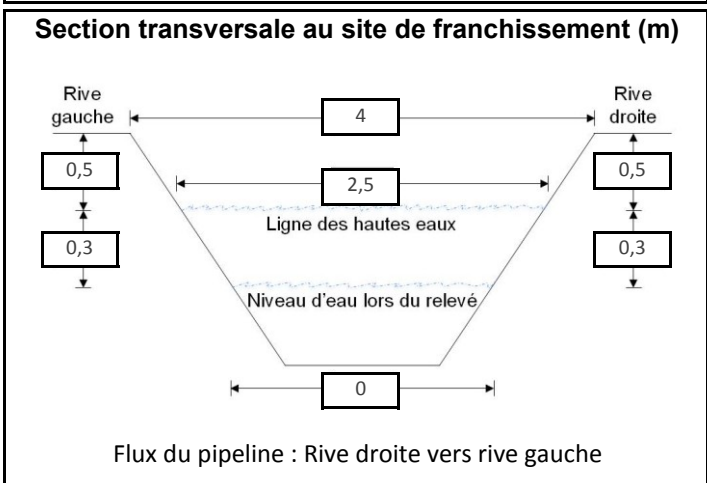 Section transversale au site de franchissement (m)
Rive gauche
4
Rive droite
0,5
0,5
2,5
Ligne des hautes eaux
0,3
0,3
Niveau d'eau lors du relevé
0
Flux du pipeline : Rive droite vers rive gauche